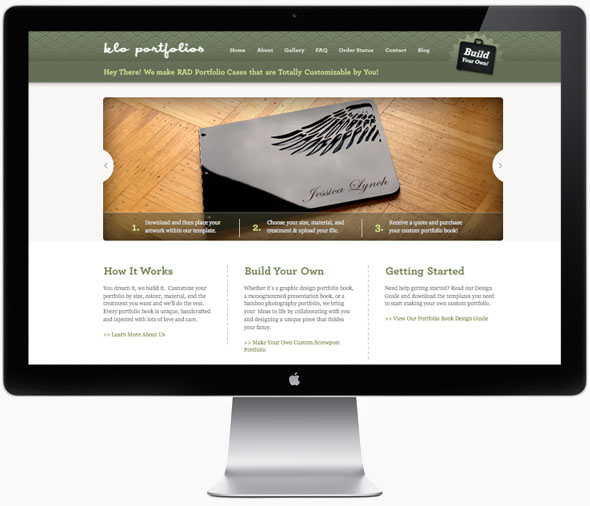 klo portfolios
Home About Gallery FAQ Order Status Contact Blog
Build
Your Own!
Hey There! We make RAD Portfolio Cases that are Totally Customizable by You!
Jessica Lynch
1. Download and then place your
artwork within our template.
2. Choose your size, material, and
treatment & upload your file.
3. Receive a quote and purchase
your custom portfolio book!
How It Works
You dream it, we build it. Customize your
portfolio by size, colour, material, and the
treatment you want and we'll do the rest.
Every portfolio book is unique, handcrafted
and injected with lots of love and care.
>> Learn More About Us
Build Your Own
Whether it's a graphic design portfolio book,
a monogrammed presentation book, or a
bamboo photography portfolio, we bring
your ideas to life by collaborating with you
and designing a unique piece that tickles
your fancy.
>> Make Your Own Custom Screwpost
Portfolio
Getting Started
Need help getting started? Read our Design
Guide and download the templates you need
to start making your own custom portfolio.
>> View Our Portfolio Book Design Guide